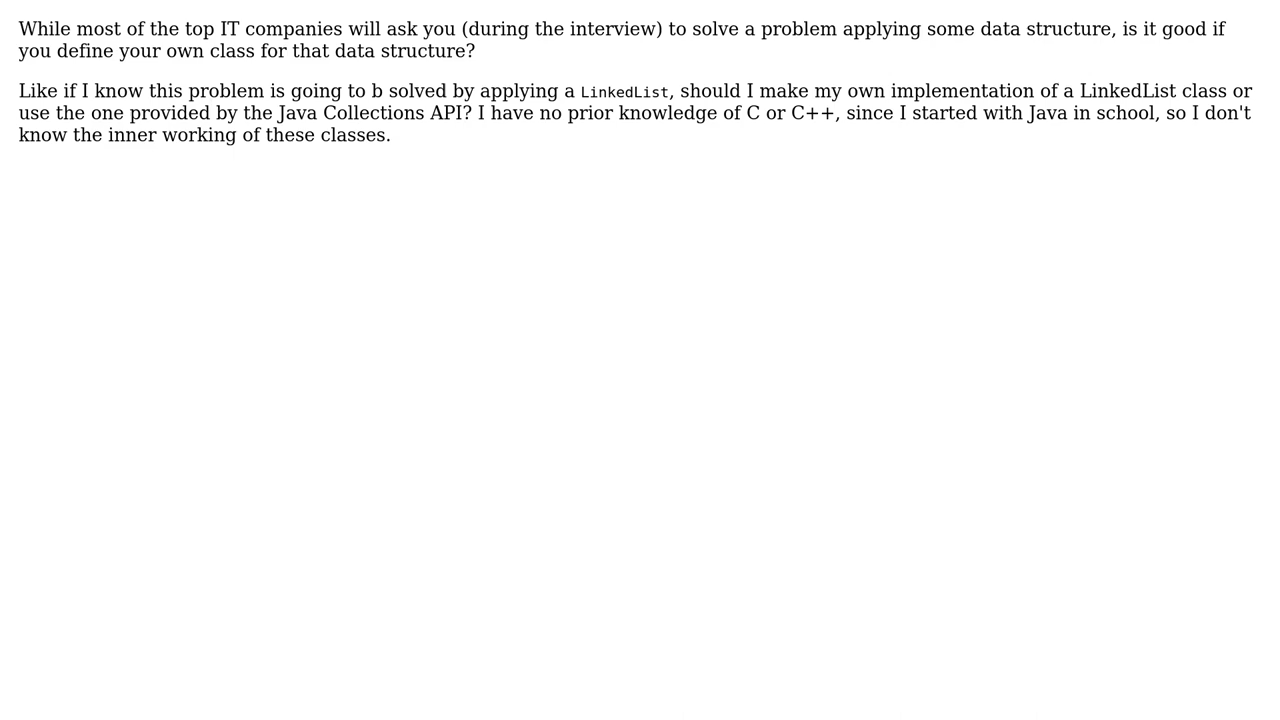 While most of the top IT companies will ask you (during the interview) to solve a problem applying some data structure, is it good if
you define your own class for that data structure?
Like if I know this problem is going to b solved by applying a LinkedList, should I make my own implementation of a LinkedList class or
use the one provided by the Java Collections API? I have no prior knowledge of C or C++, since I started with Java in school, so I don't
know the inner working of these classes.